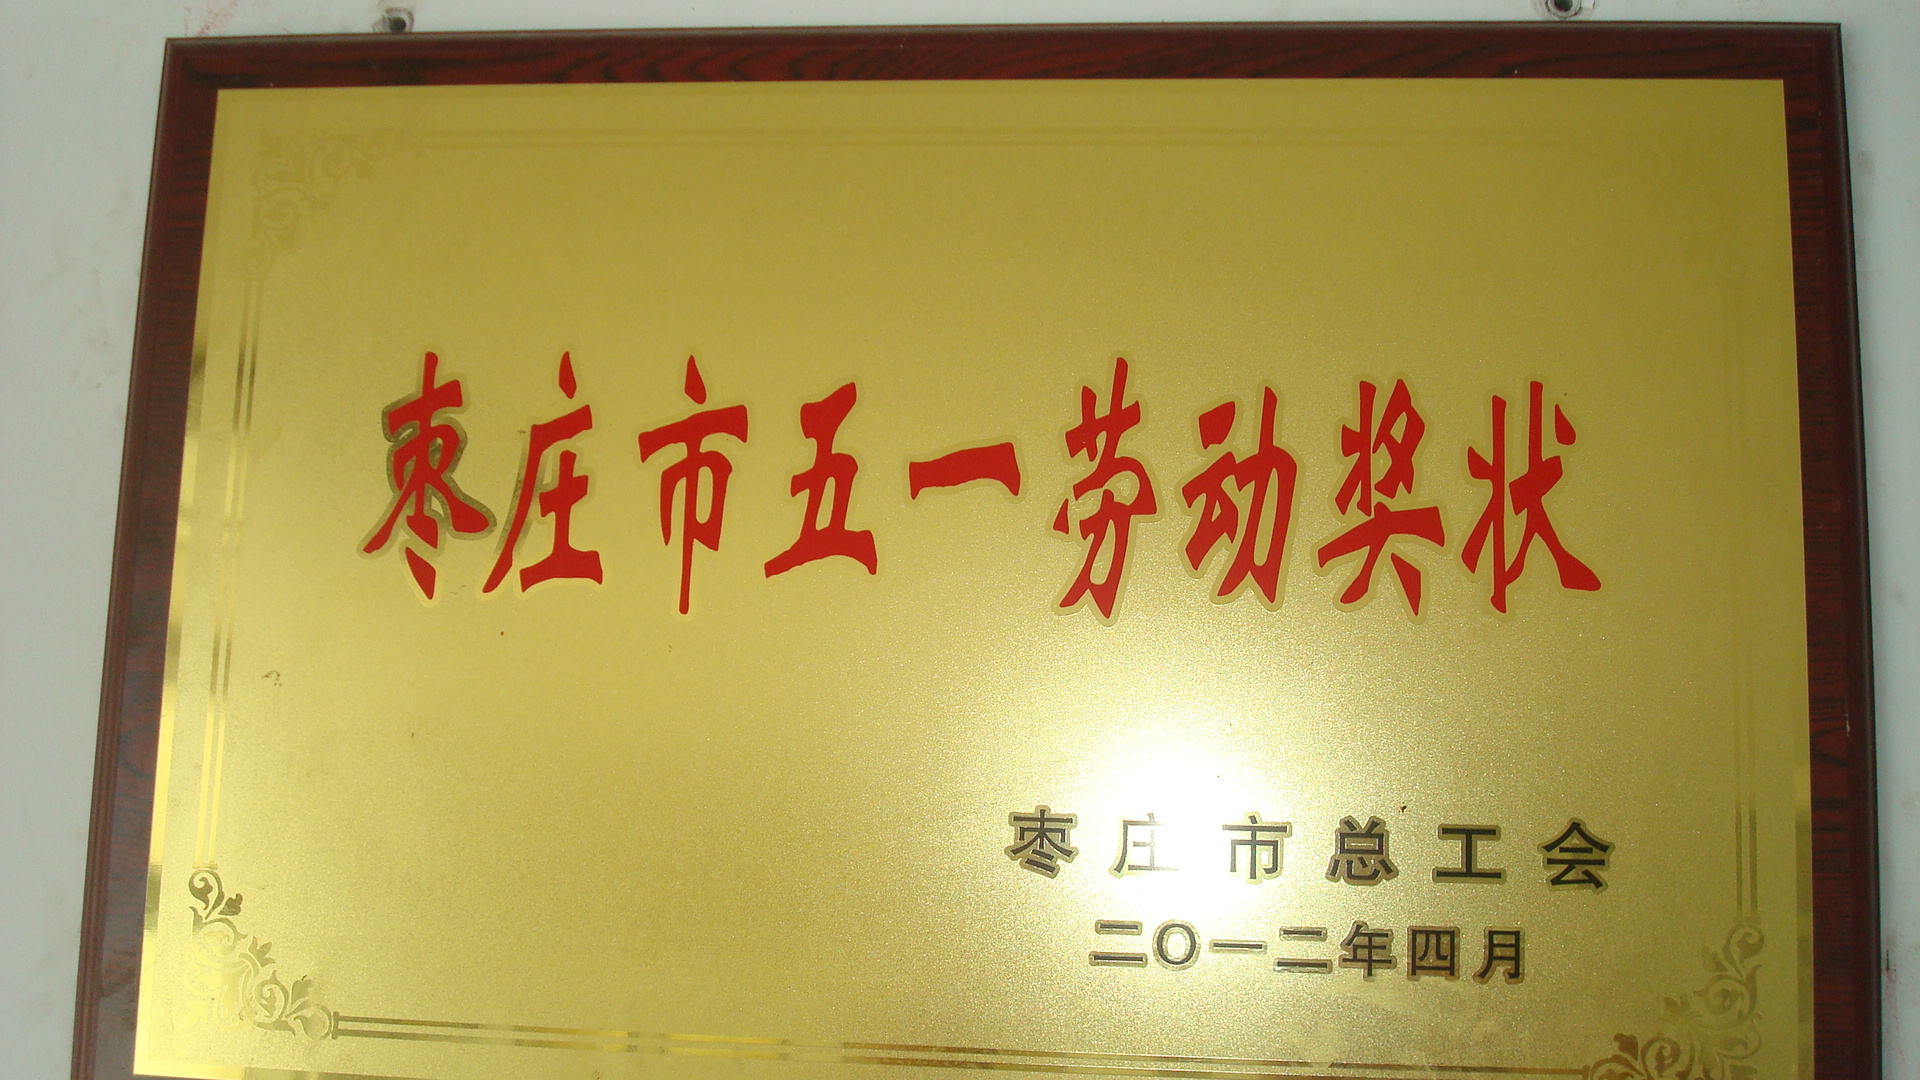 枣庄市五一劳动奖状
枣庄市总工会
二〇一二年四月